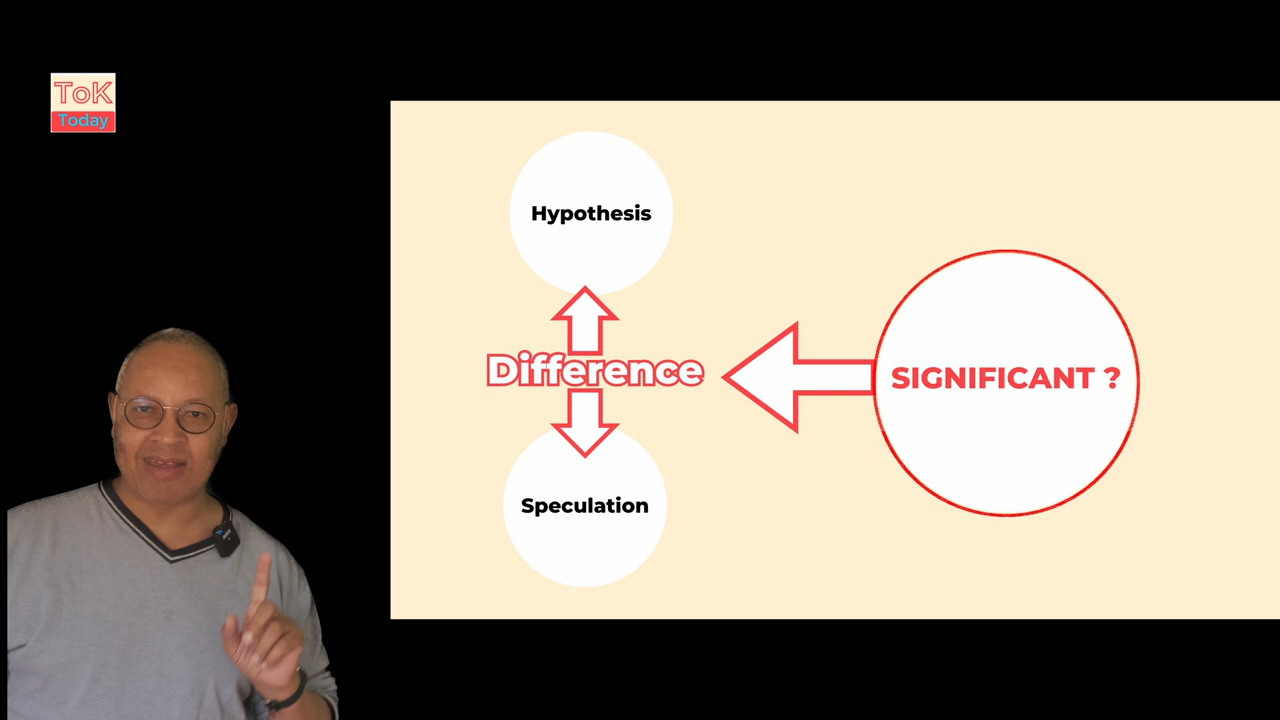 ToK
Today
Hypothesis
Difference
SIGNIFICANT ?
Speculation